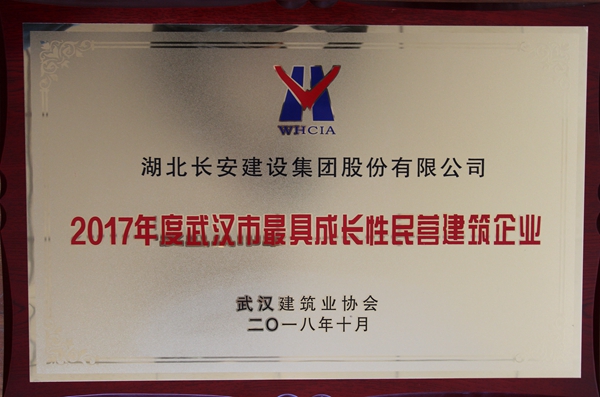 WHCIA
湖北长安建设集团股份有限公司
2017年度武汉市最具成长性民营建筑企业
武汉建筑业协会
二〇一八年十月